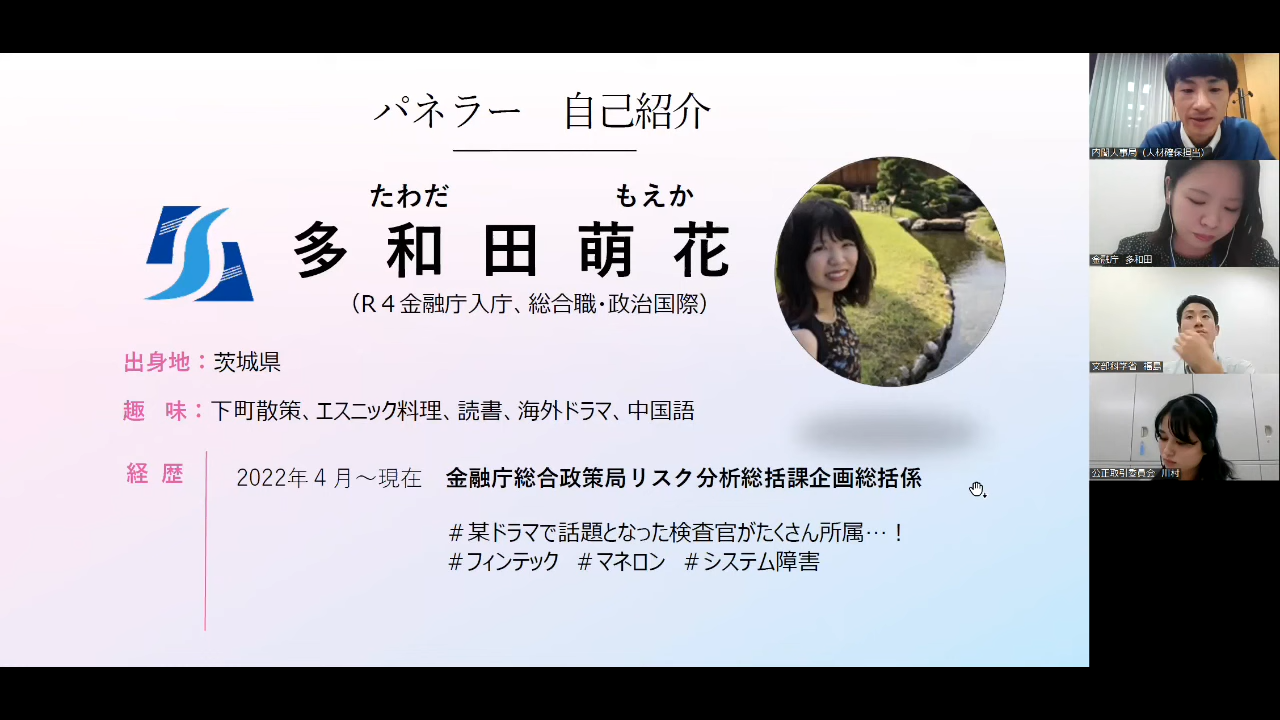 パネラー　自己紹介
たわだ　もえか
多和田萌花
（R４金融庁入庁、総合職・政治国際）
出身地：茨城県
趣　味：下町散策、エスニック料理、読書、海外ドラマ、中国語
経　歴　2022年４月～現在　金融庁総合政策局リスク分析総括課企画総括係
＃某ドラマで話題となった検査官がたくさん所属…！
＃フィンテック　＃マネロン　＃システム障害
内閣人事局（人材確保担当）
金融庁　多和田
文部科学省　福島
公正取引委員会　川村